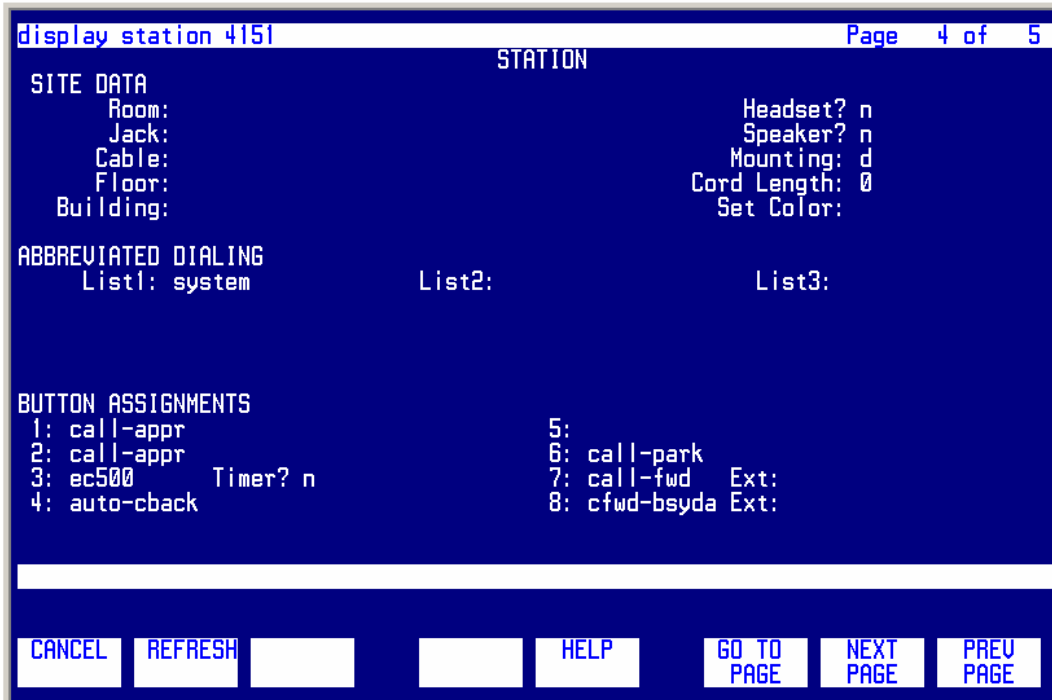 display station 4151 Page 4 of 5
STATION
SITE DATA
Room: Headset? n
Jack: Speaker? n
Cable: Mounting: d
Floor: Cord Length: 0
Building: Set Color:
ABBREVIATED DIALING
List1: system List2: List3:
BUTTON ASSIGNMENTS
1: call-appr 5:
2: call-appr 6: call-park
3: ec500 Timer? n 7: call-fwd Ext:
4: auto-cback 8: cfwd-bsyda Ext:
CANCEL REFRESH HELP GO TO PAGE NEXT PAGE PREV PAGE